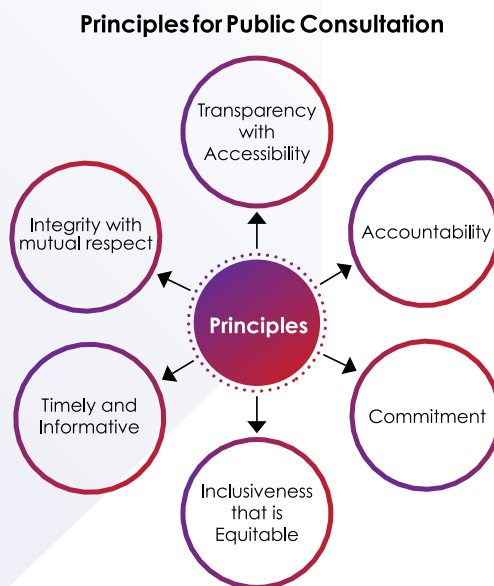 Principles for Public Consultation
Transparency
with
Accessibility
Integrity with
mutual respect
Accountability
Principles
Timely and
Informative
Commitment
Inclusiveness
that is
Equitable